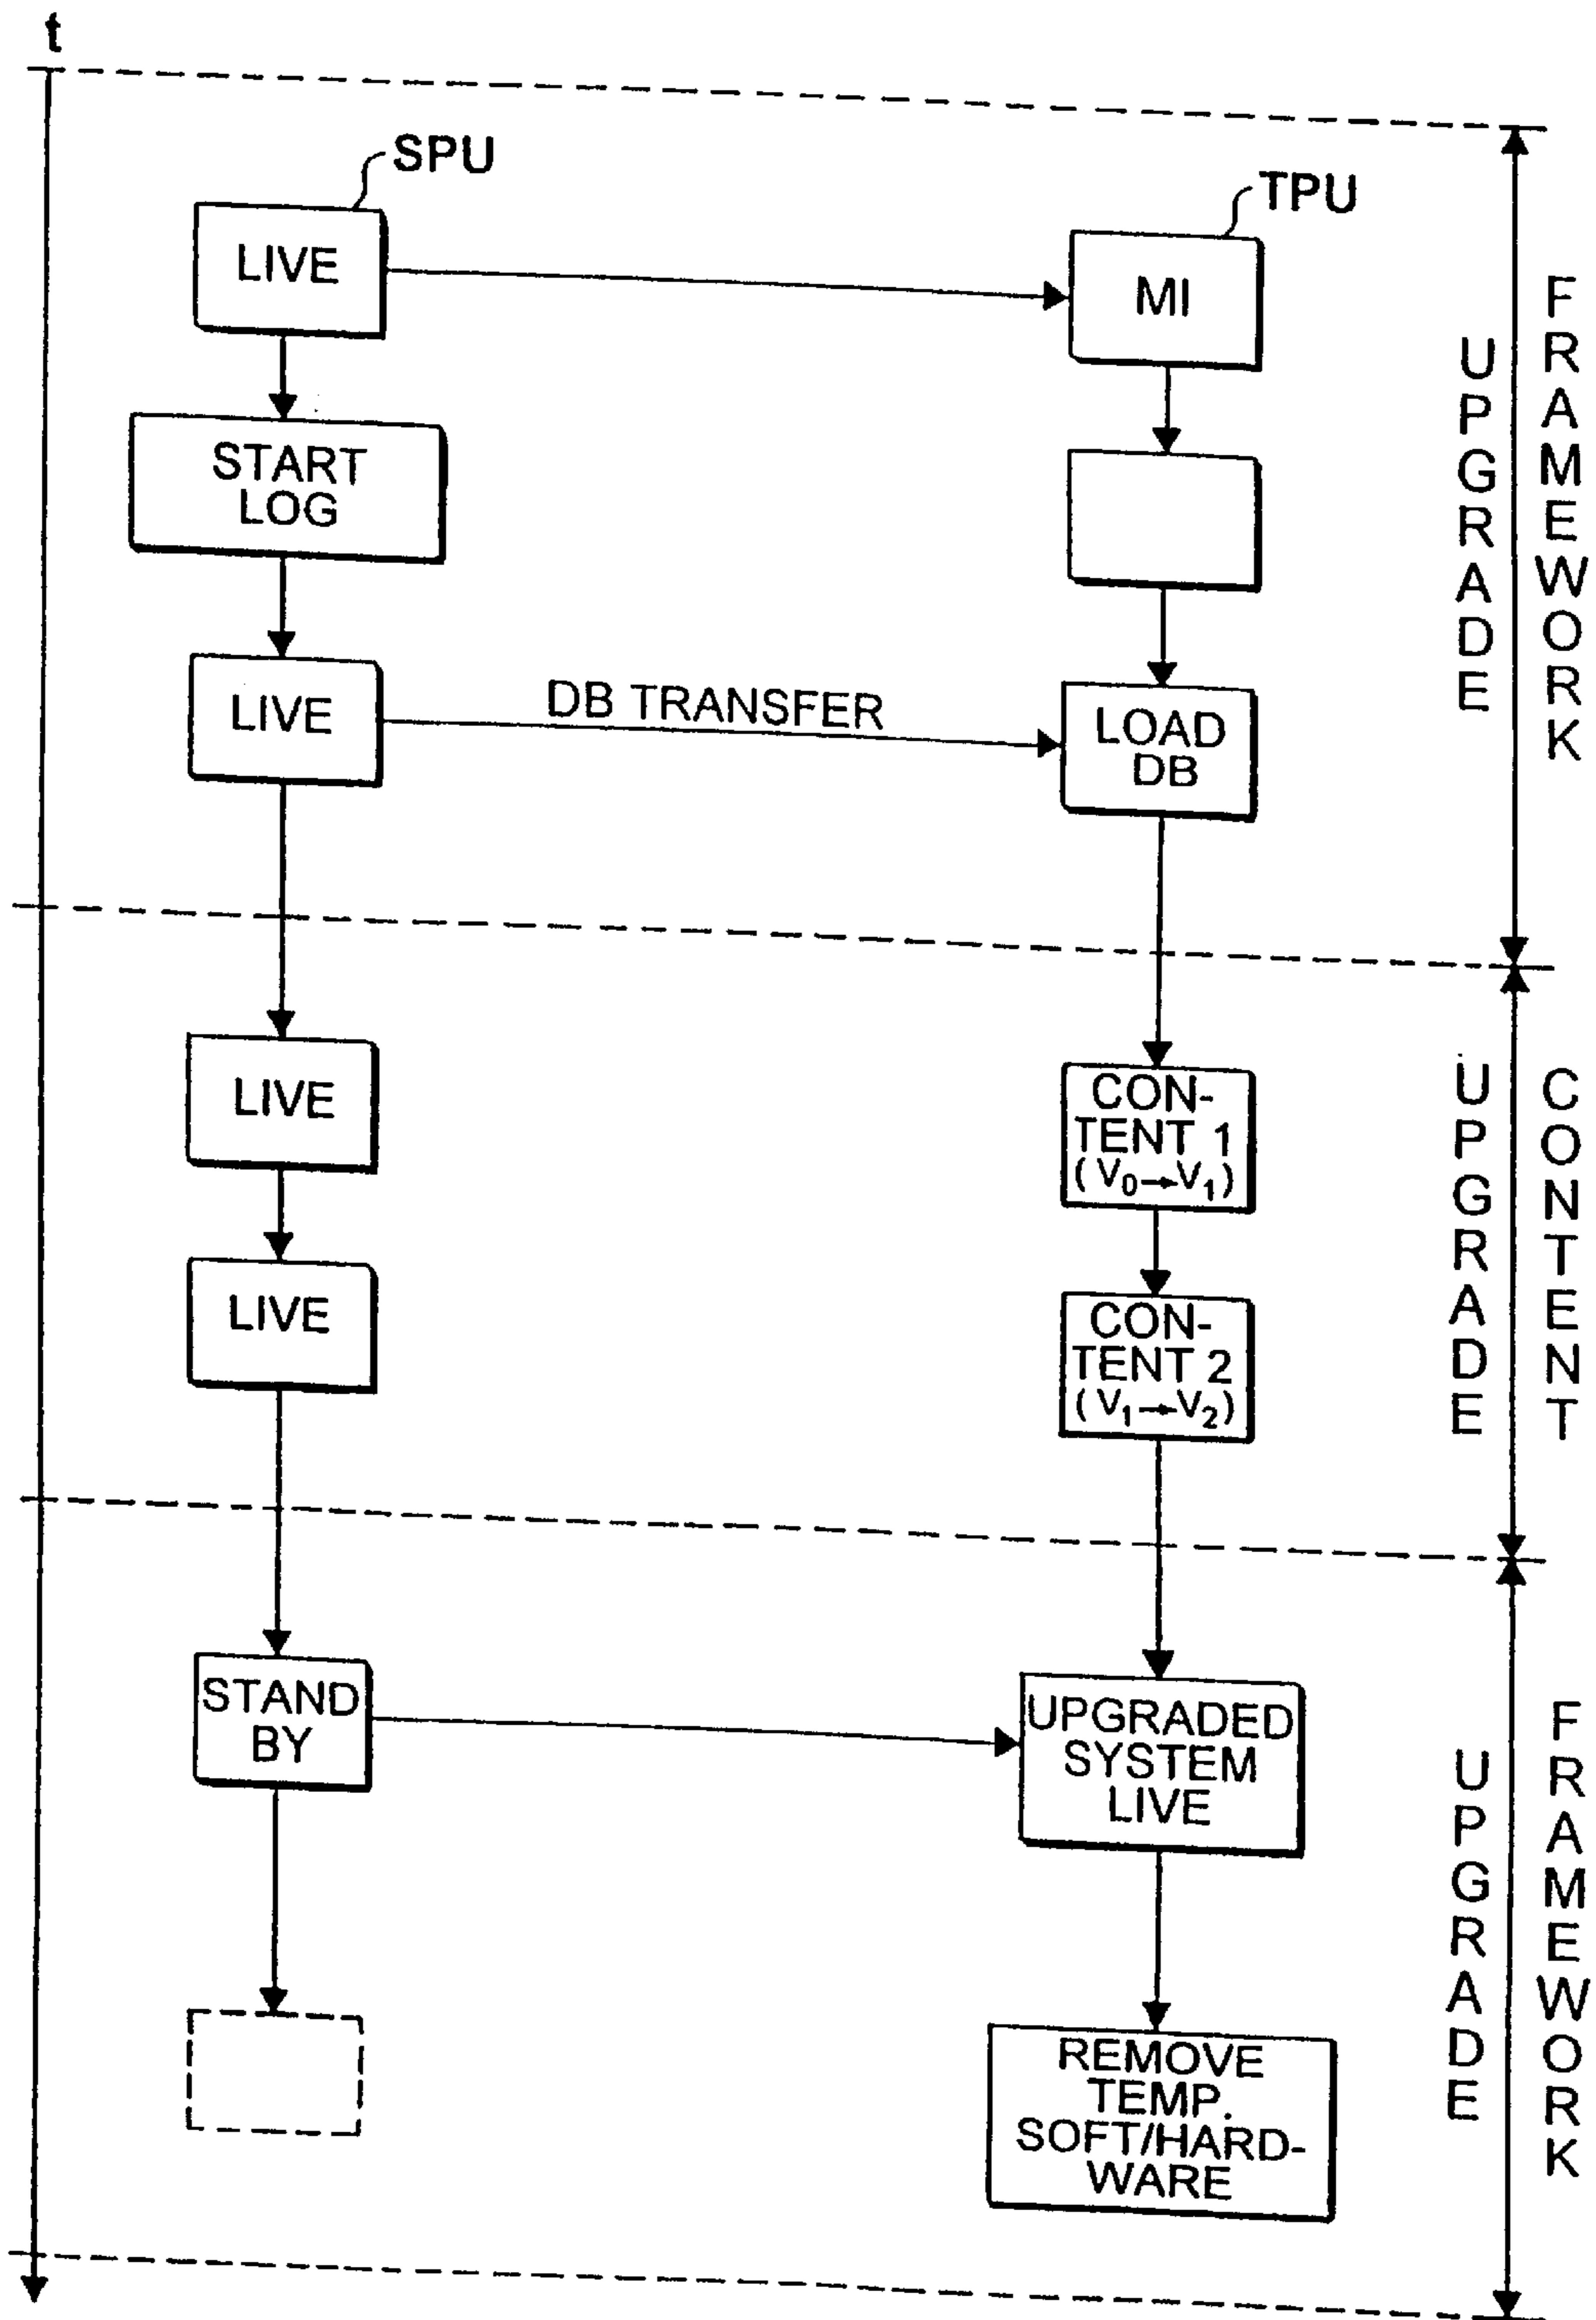 t
SPU
TPU
LIVE
MI
START
LOG
LIVE
DB TRANSFER
LOAD
DB
UPGRADE
FRAMEWORK
LIVE
CON-
TENT 1
(V₀→V₁)
LIVE
CON-
TENT 2
(V₁→V₂)
UPGRADE
CONTENT
STAND
BY
UPGRADED
SYSTEM
LIVE
REMOVE
TEMP.
SOFT/HARD-
WARE
UPGRADE
FRAMEWORK